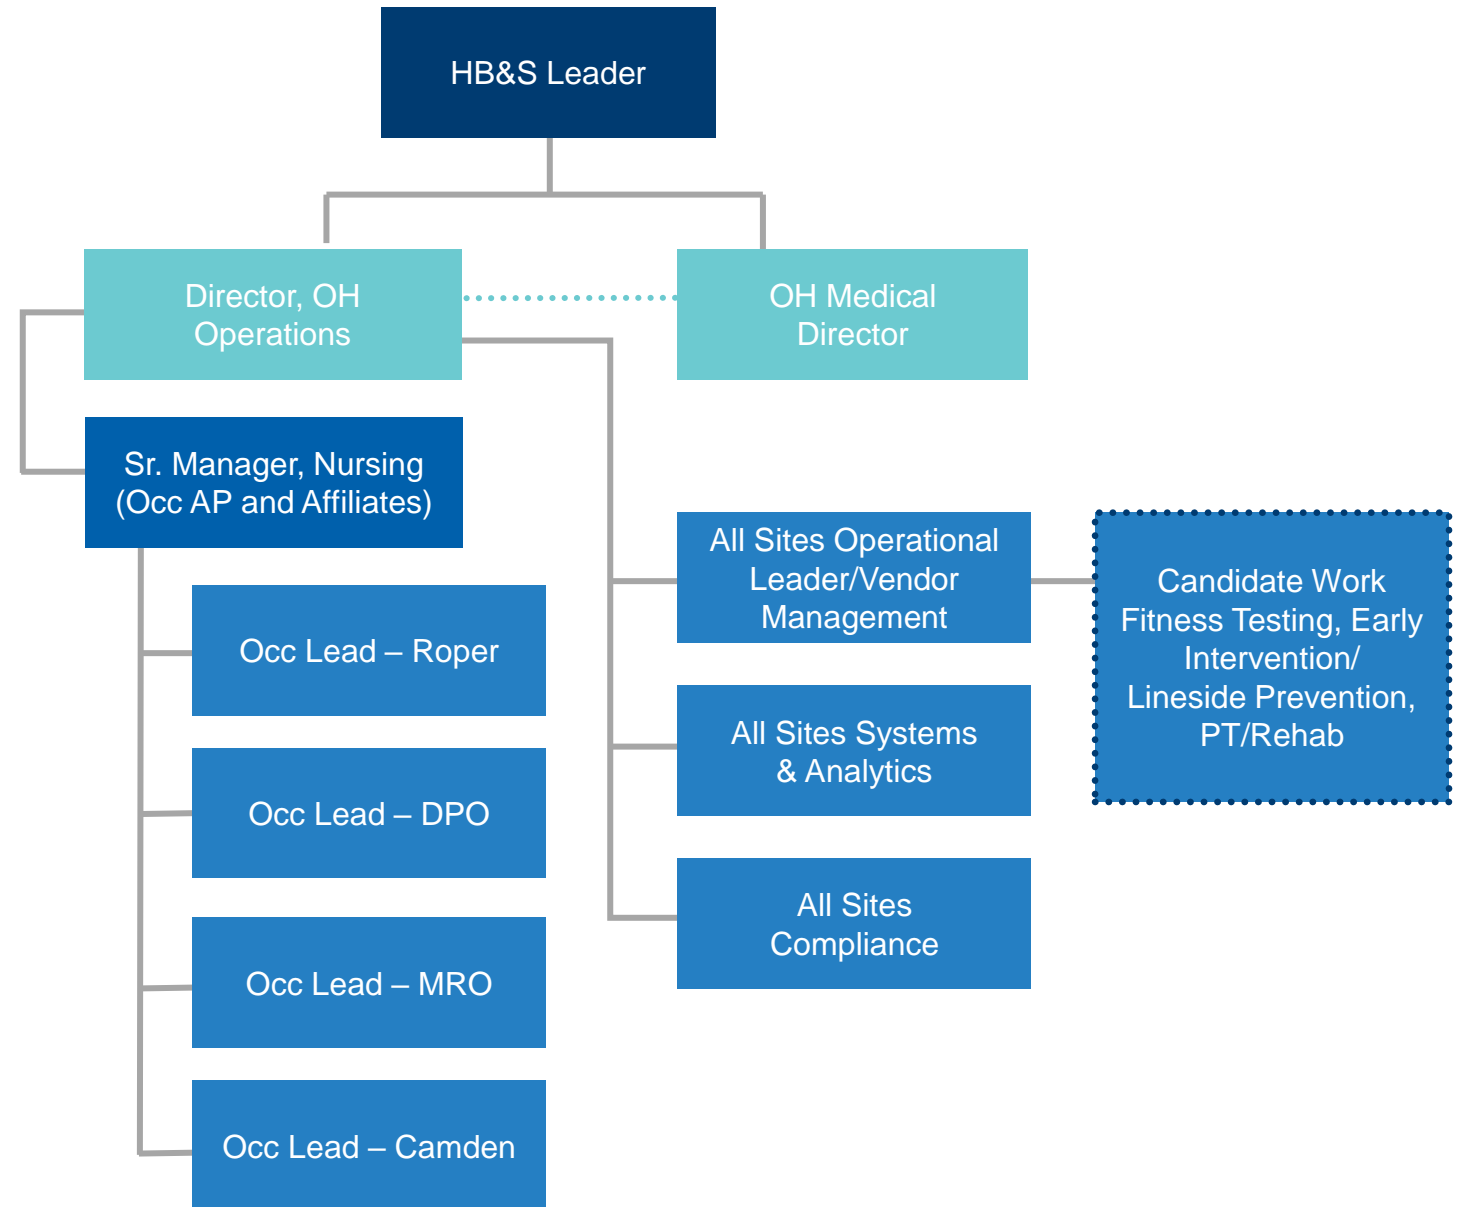 HB&S Leader
Director, OH
Operations
OH Medical
Director
Sr. Manager, Nursing
(Occ AP and Affiliates)
Occ Lead – Roper
Occ Lead – DPO
Occ Lead – MRO
Occ Lead – Camden
All Sites Operational
Leader/Vendor
Management
All Sites Systems
& Analytics
All Sites
Compliance
Candidate Work
Fitness Testing, Early
Intervention/
Lineside Prevention,
PT/Rehab